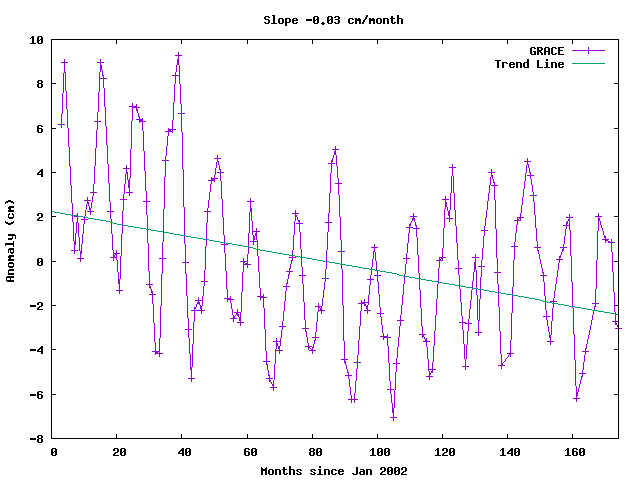 Slope -0.03 cm/month
GRACE
Trend Line
10
8
6
4
2
0
-2
-4
-6
-8
Anomaly (cm)
0 20 40 60 80 100 120 140 160
Months since Jan 2002